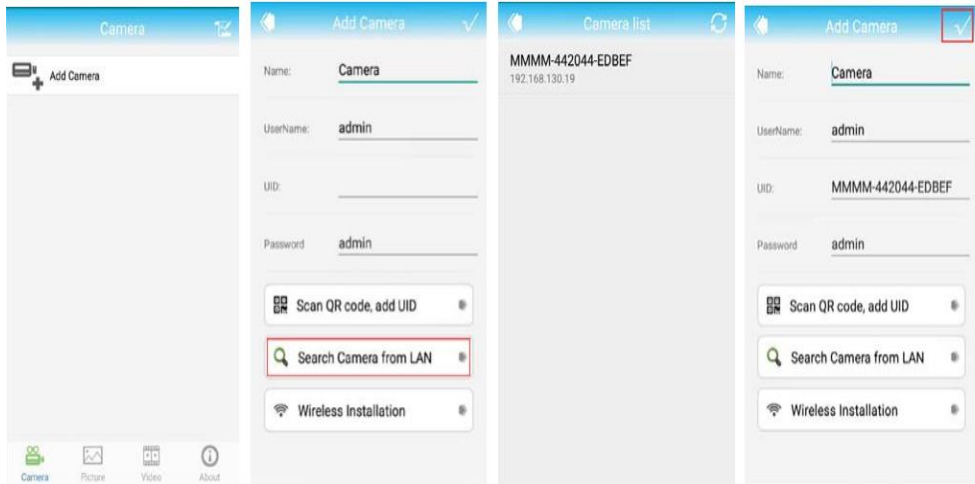 Camera
Add Camera
Camera
Picture
Video
About
Add Camera
Name:
Camera
UserName:
admin
UID:
Password
admin
Scan QR code, add UID
Search Camera from LAN
Wireless Installation
Camera list
MMMM-442044-EDBEF
192.168.130.19
Add Camera
Name:
Camera
UserName:
admin
UID:
MMMM-442044-EDBEF
Password
admin
Scan QR code, add UID
Search Camera from LAN
Wireless Installation